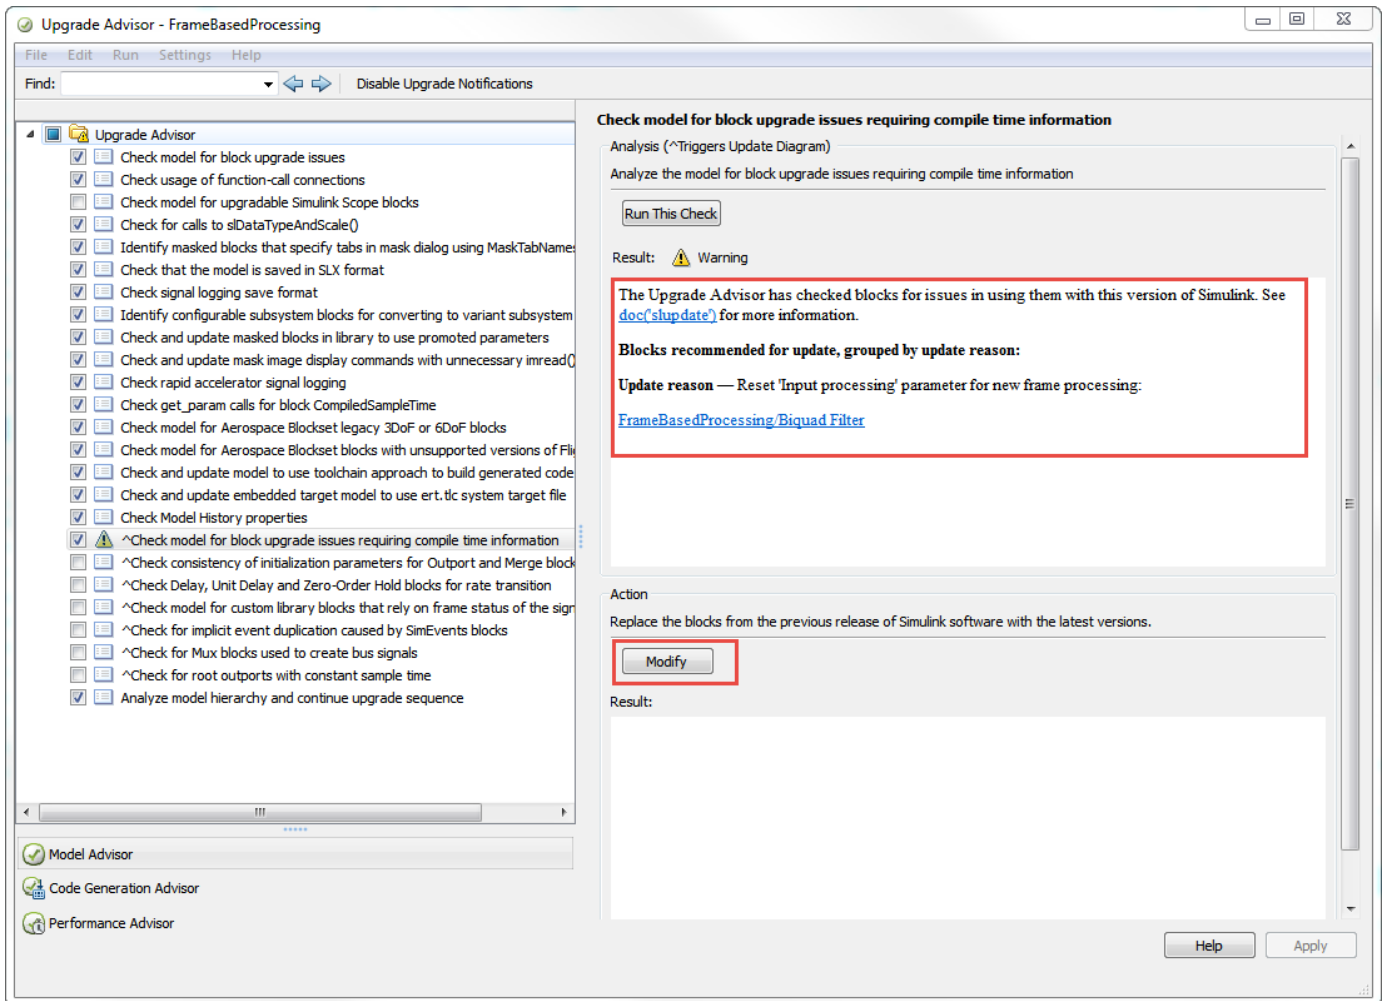 Upgrade Advisor - FrameBasedProcessing
File Edit Run Settings Help
Find:
Disable Upgrade Notifications
Upgrade Advisor
Check model for block upgrade issues
Check usage of function-call connections
Check model for upgradable Simulink Scope blocks
Check for calls to slDataTypeAndScale()
Identify masked blocks that specify tabs in mask dialog using MaskTabNames
Check that the model is saved in SLX format
Check signal logging save format
Identify configurable subsystem blocks for converting to variant subsystem
Check and update masked blocks in library to use promoted parameters
Check and update mask image display commands with unnecessary imread()
Check rapid accelerator signal logging
Check get_param calls for block CompiledSampleTime
Check model for Aerospace Blockset legacy 3DoF or 6DoF blocks
Check model for Aerospace Blockset blocks with unsupported versions of Fli
Check and update model to use toolchain approach to build generated code
Check and update embedded target model to use ert.tlc system target file
Check Model History properties
^Check model for block upgrade issues requiring compile time information
^Check consistency of initialization parameters for Outport and Merge block
^Check Delay, Unit Delay and Zero-Order Hold blocks for rate transition
^Check model for custom library blocks that rely on frame status of the sign
^Check for implicit event duplication caused by SimEvents blocks
^Check for Mux blocks used to create bus signals
^Check for root outports with constant sample time
Analyze model hierarchy and continue upgrade sequence
Model Advisor
Code Generation Advisor
Performance Advisor
Check model for block upgrade issues requiring compile time information
Analysis (^Triggers Update Diagram)
Analyze the model for block upgrade issues requiring compile time information
Run This Check
Result: Warning
The Upgrade Advisor has checked blocks for issues in using them with this version of Simulink. See
doc('slupdate') for more information.
Blocks recommended for update, grouped by update reason:
Update reason — Reset 'Input processing' parameter for new frame processing:
FrameBasedProcessing/Biquad Filter
Action
Replace the blocks from the previous release of Simulink software with the latest versions.
Modify
Result:
Help Apply